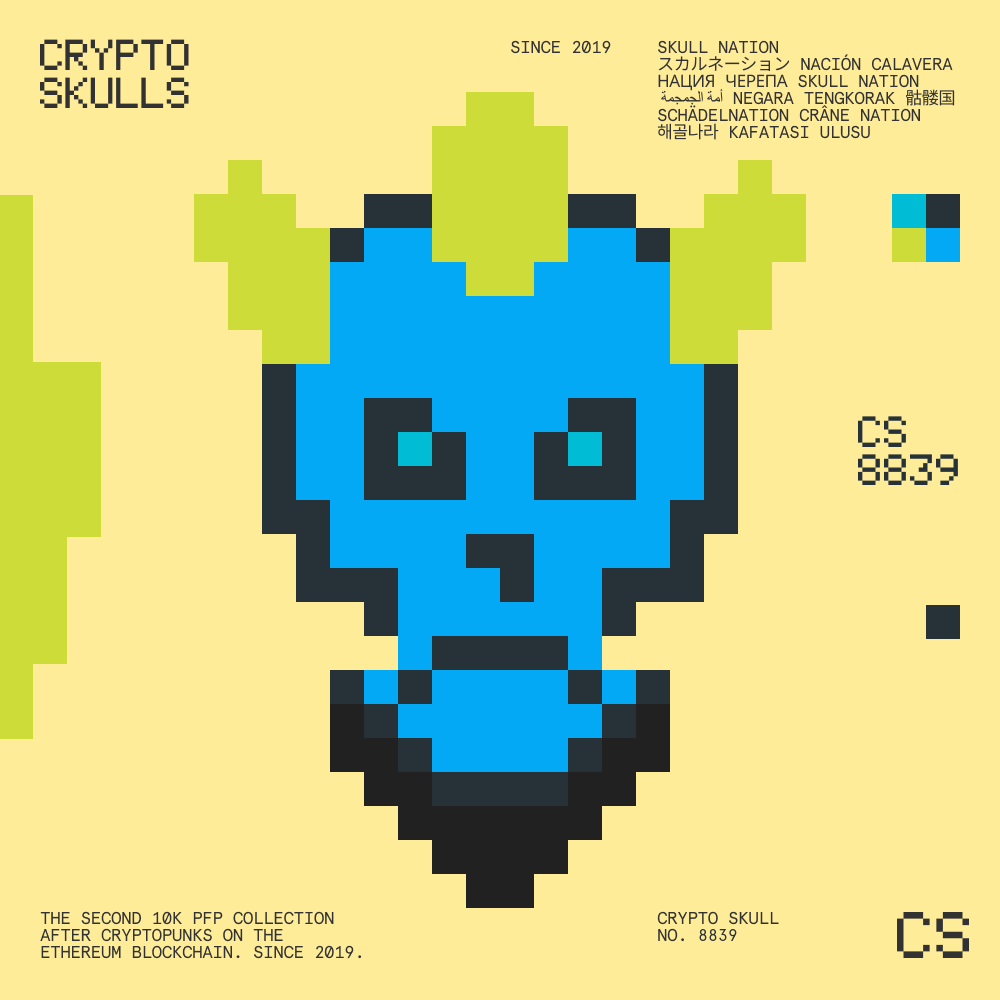 CRYPTO
SKULLS
SINCE 2019
SKULL NATION
スカルネーション NACIÓN CALAVERA
НАЦИЯ ЧЕРЕПА SKULL NATION
أمة الجمجمة NEGARA TENGKORAK 骷髅国
SCHÄDELNATION CRÂNE NATION
해골나라 KAFATASI ULUSU
CS
8839
THE SECOND 10K PFP COLLECTION
AFTER CRYPTOPUNKS ON THE
ETHEREUM BLOCKCHAIN. SINCE 2019.
CRYPTO SKULL
NO. 8839
CS